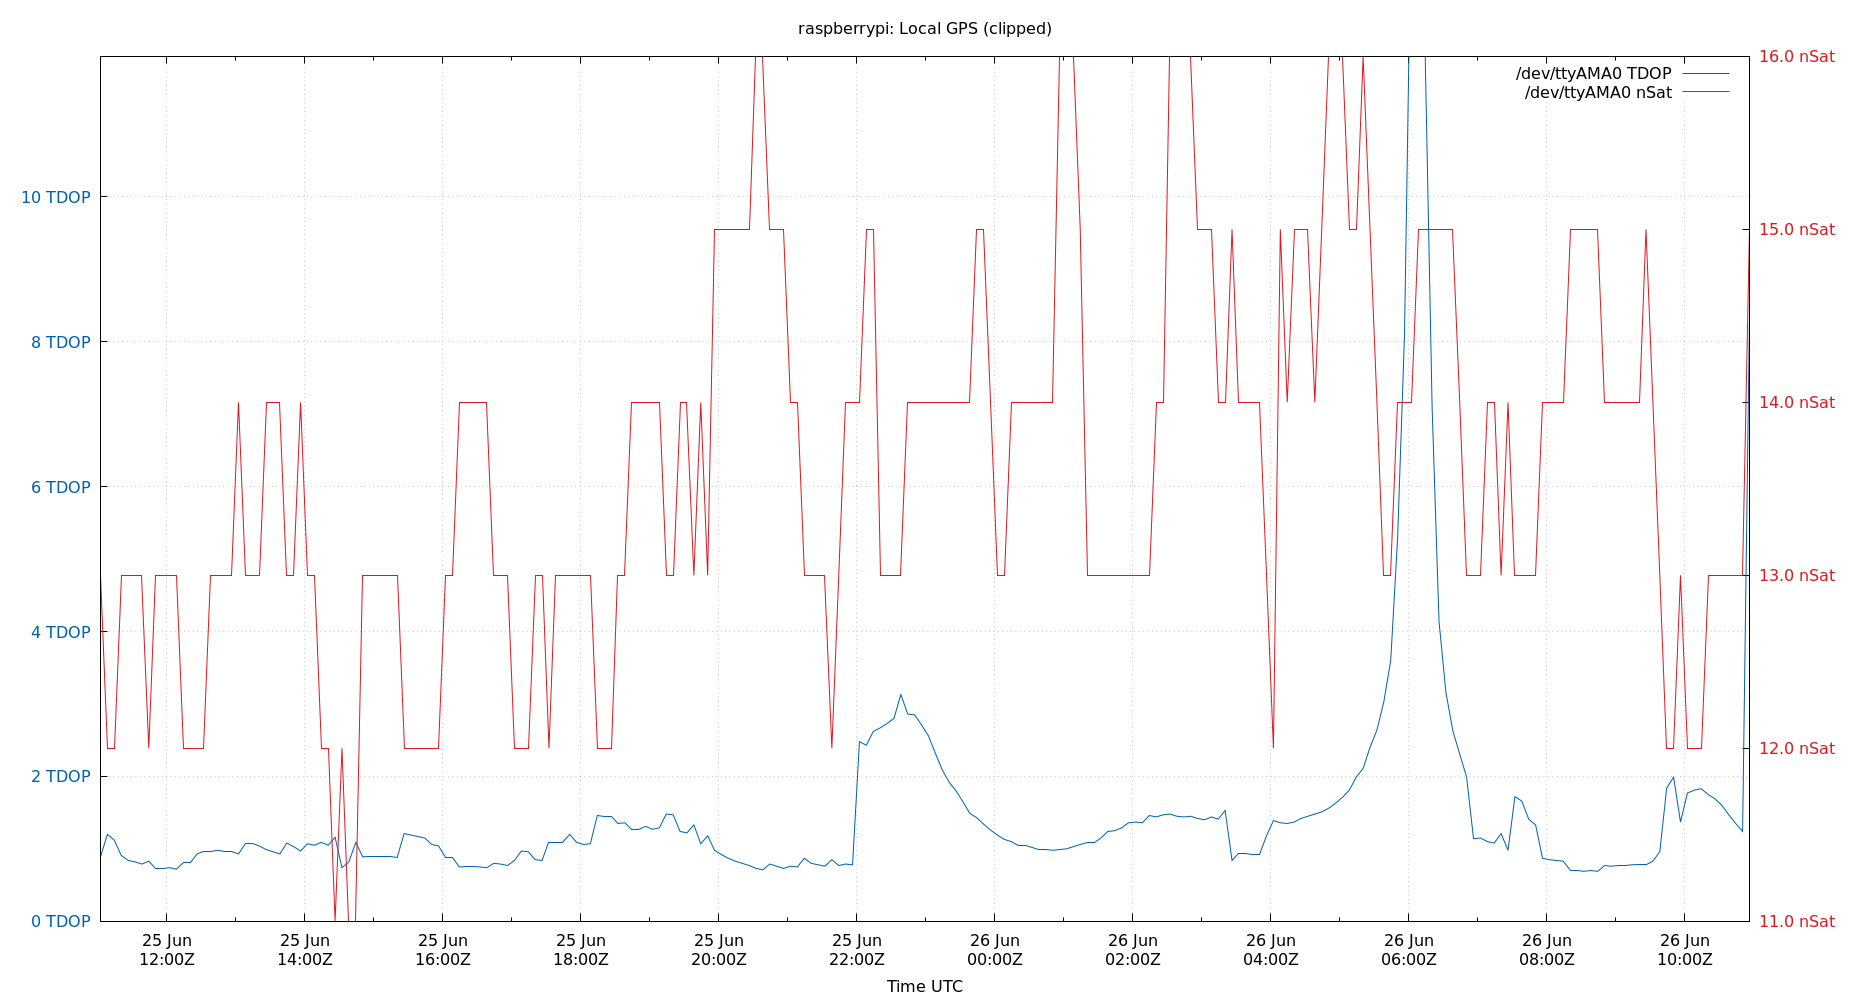 raspberrypi: Local GPS (clipped)
/dev/ttyAMA0 TDOP
/dev/ttyAMA0 nSat
10 TDOP
8 TDOP
6 TDOP
4 TDOP
2 TDOP
0 TDOP
16.0 nSat
15.0 nSat
14.0 nSat
13.0 nSat
12.0 nSat
11.0 nSat
25 Jun 25 Jun 25 Jun 25 Jun 25 Jun 25 Jun 26 Jun 26 Jun 26 Jun 26 Jun 26 Jun 26 Jun
12:00Z 14:00Z 16:00Z 18:00Z 20:00Z 22:00Z 00:00Z 02:00Z 04:00Z 06:00Z 08:00Z 10:00Z
Time UTC